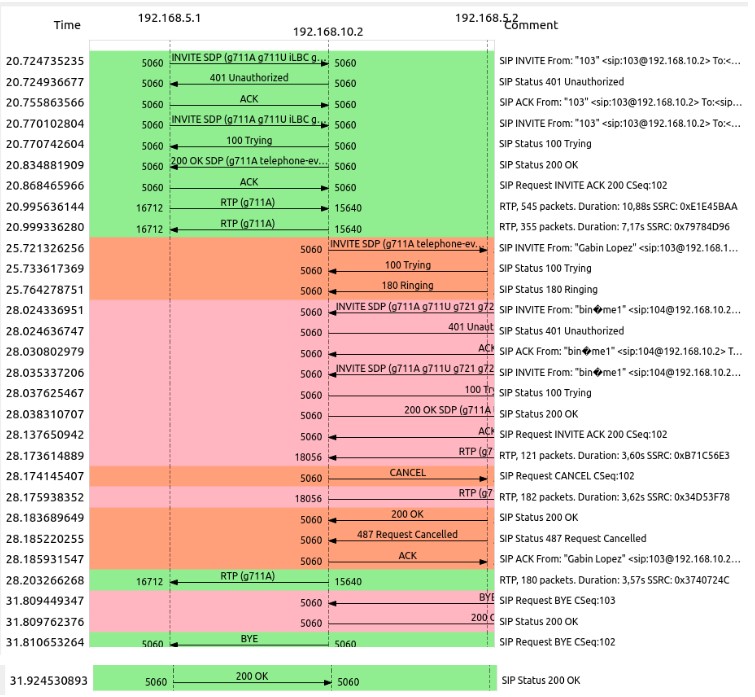 192.168.5.1 192.168.5.2
Time 192.168.10.2 Comment
20.724735235 5060 INVITE SDP (g711A g711U iLBC g... 5060 SIP INVITE From: "103" <sip:103@192.168.10.2> To:<...
20.724936677 5060 401 Unauthorized 5060 SIP Status 401 Unauthorized
20.755863566 5060 ACK 5060 SIP ACK From: "103" <sip:103@192.168.10.2> To:<sip...
20.770102804 5060 INVITE SDP (g711A g711U iLBC g... 5060 SIP INVITE From: "103" <sip:103@192.168.10.2> To:<...
20.770742604 5060 100 Trying 5060 SIP Status 100 Trying
20.834881909 5060 200 OK SDP (g711A telephone-ev... 5060 SIP Status 200 OK
20.868465966 5060 ACK 5060 SIP Request INVITE ACK 200 CSeq:102
20.995636144 16712 RTP (g711A) 15640 RTP, 545 packets. Duration: 10,88s SSRC: 0xE1E45BAA
20.999336280 16712 RTP (g711A) 15640 RTP, 355 packets. Duration: 7,17s SSRC: 0x79784D96
25.721326256 5060 INVITE SDP (g711A telephone-ev... SIP INVITE From: "Gabin Lopez" <sip:103@192.168.1...
25.733617369 5060 100 Trying SIP Status 100 Trying
25.764278751 5060 180 Ringing SIP Status 180 Ringing
28.024336951 5060 INVITE SDP (g711A g711U g721 g72 SIP INVITE From: "bin�me1" <sip:104@192.168.10.2...
28.024636747 5060 401 Unaut SIP Status 401 Unauthorized
28.030802979 5060 ACK SIP ACK From: "bin�me1" <sip:104@192.168.10.2> T...
28.035337206 5060 INVITE SDP (g711A g711U g721 g72 SIP INVITE From: "bin�me1" <sip:104@192.168.10.2...
28.037625467 5060 100 Tr SIP Status 100 Trying
28.038310707 5060 200 OK SDP (g711A SIP Status 200 OK
28.137650942 5060 ACK SIP Request INVITE ACK 200 CSeq:102
28.173614889 18056 RTP (g7 RTP, 121 packets. Duration: 3,60s SSRC: 0xB71C56E3
28.174145407 5060 CANCEL SIP Request CANCEL CSeq:102
28.175938352 18056 RTP (g7 RTP, 182 packets. Duration: 3,62s SSRC: 0x34D53F78
28.183689649 5060 200 OK SIP Status 200 OK
28.185220255 5060 487 Request Cancelled SIP Status 487 Request Cancelled
28.185931547 5060 ACK SIP ACK From: "Gabin Lopez" <sip:103@192.168.10.2...
28.203266268 16712 RTP (g711A) 15640 RTP, 180 packets. Duration: 3,57s SSRC: 0x3740724C
31.809449347 5060 BYE SIP Request BYE CSeq:103
31.809762376 5060 200 O SIP Status 200 OK
31.810653264 5060 BYE 5060 SIP Request BYE CSeq:102
31.924530893 5060 200 OK 5060 SIP Status 200 OK